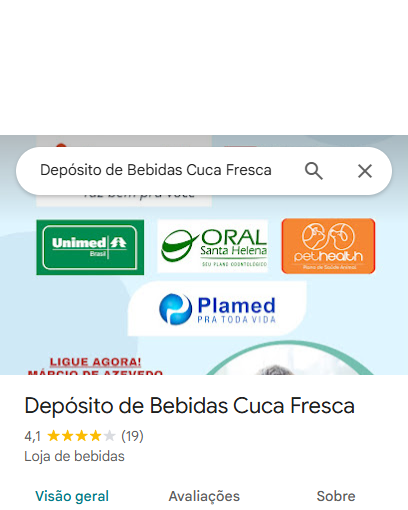 Depósito de Bebidas Cuca Fresca
faz bem pra você
Unimed
Brasil
ORAL
Santa Helena
SEU PLANO ODONTOLÓGICO
pethealth
Plano de Saúde Animal
Plamed
PRA TODA VIDA
LIGUE AGORA!
MÁRCIO DE AZEVEDO
Depósito de Bebidas Cuca Fresca
4,1 (19)
Loja de bebidas
Visão geral Avaliações Sobre